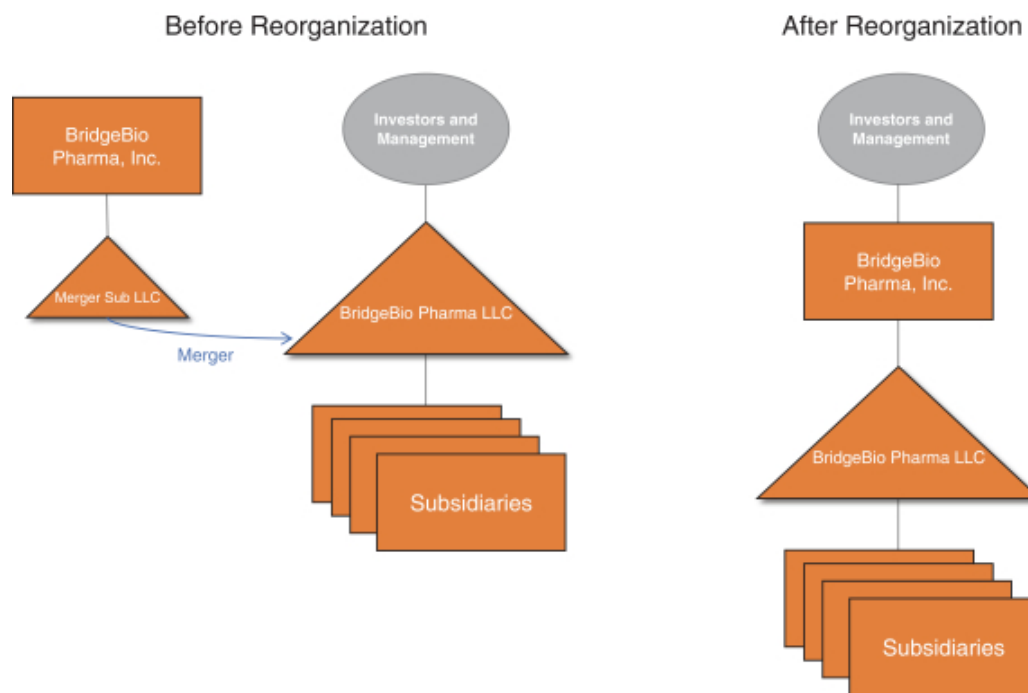 Before Reorganization
BridgeBio
Pharma, Inc.
Merger Sub LLC
Merger
Investors and
Management
BridgeBio Pharma LLC
Subsidiaries
After Reorganization
Investors and
Management
BridgeBio
Pharma, Inc.
BridgeBio Pharma LLC
Subsidiaries